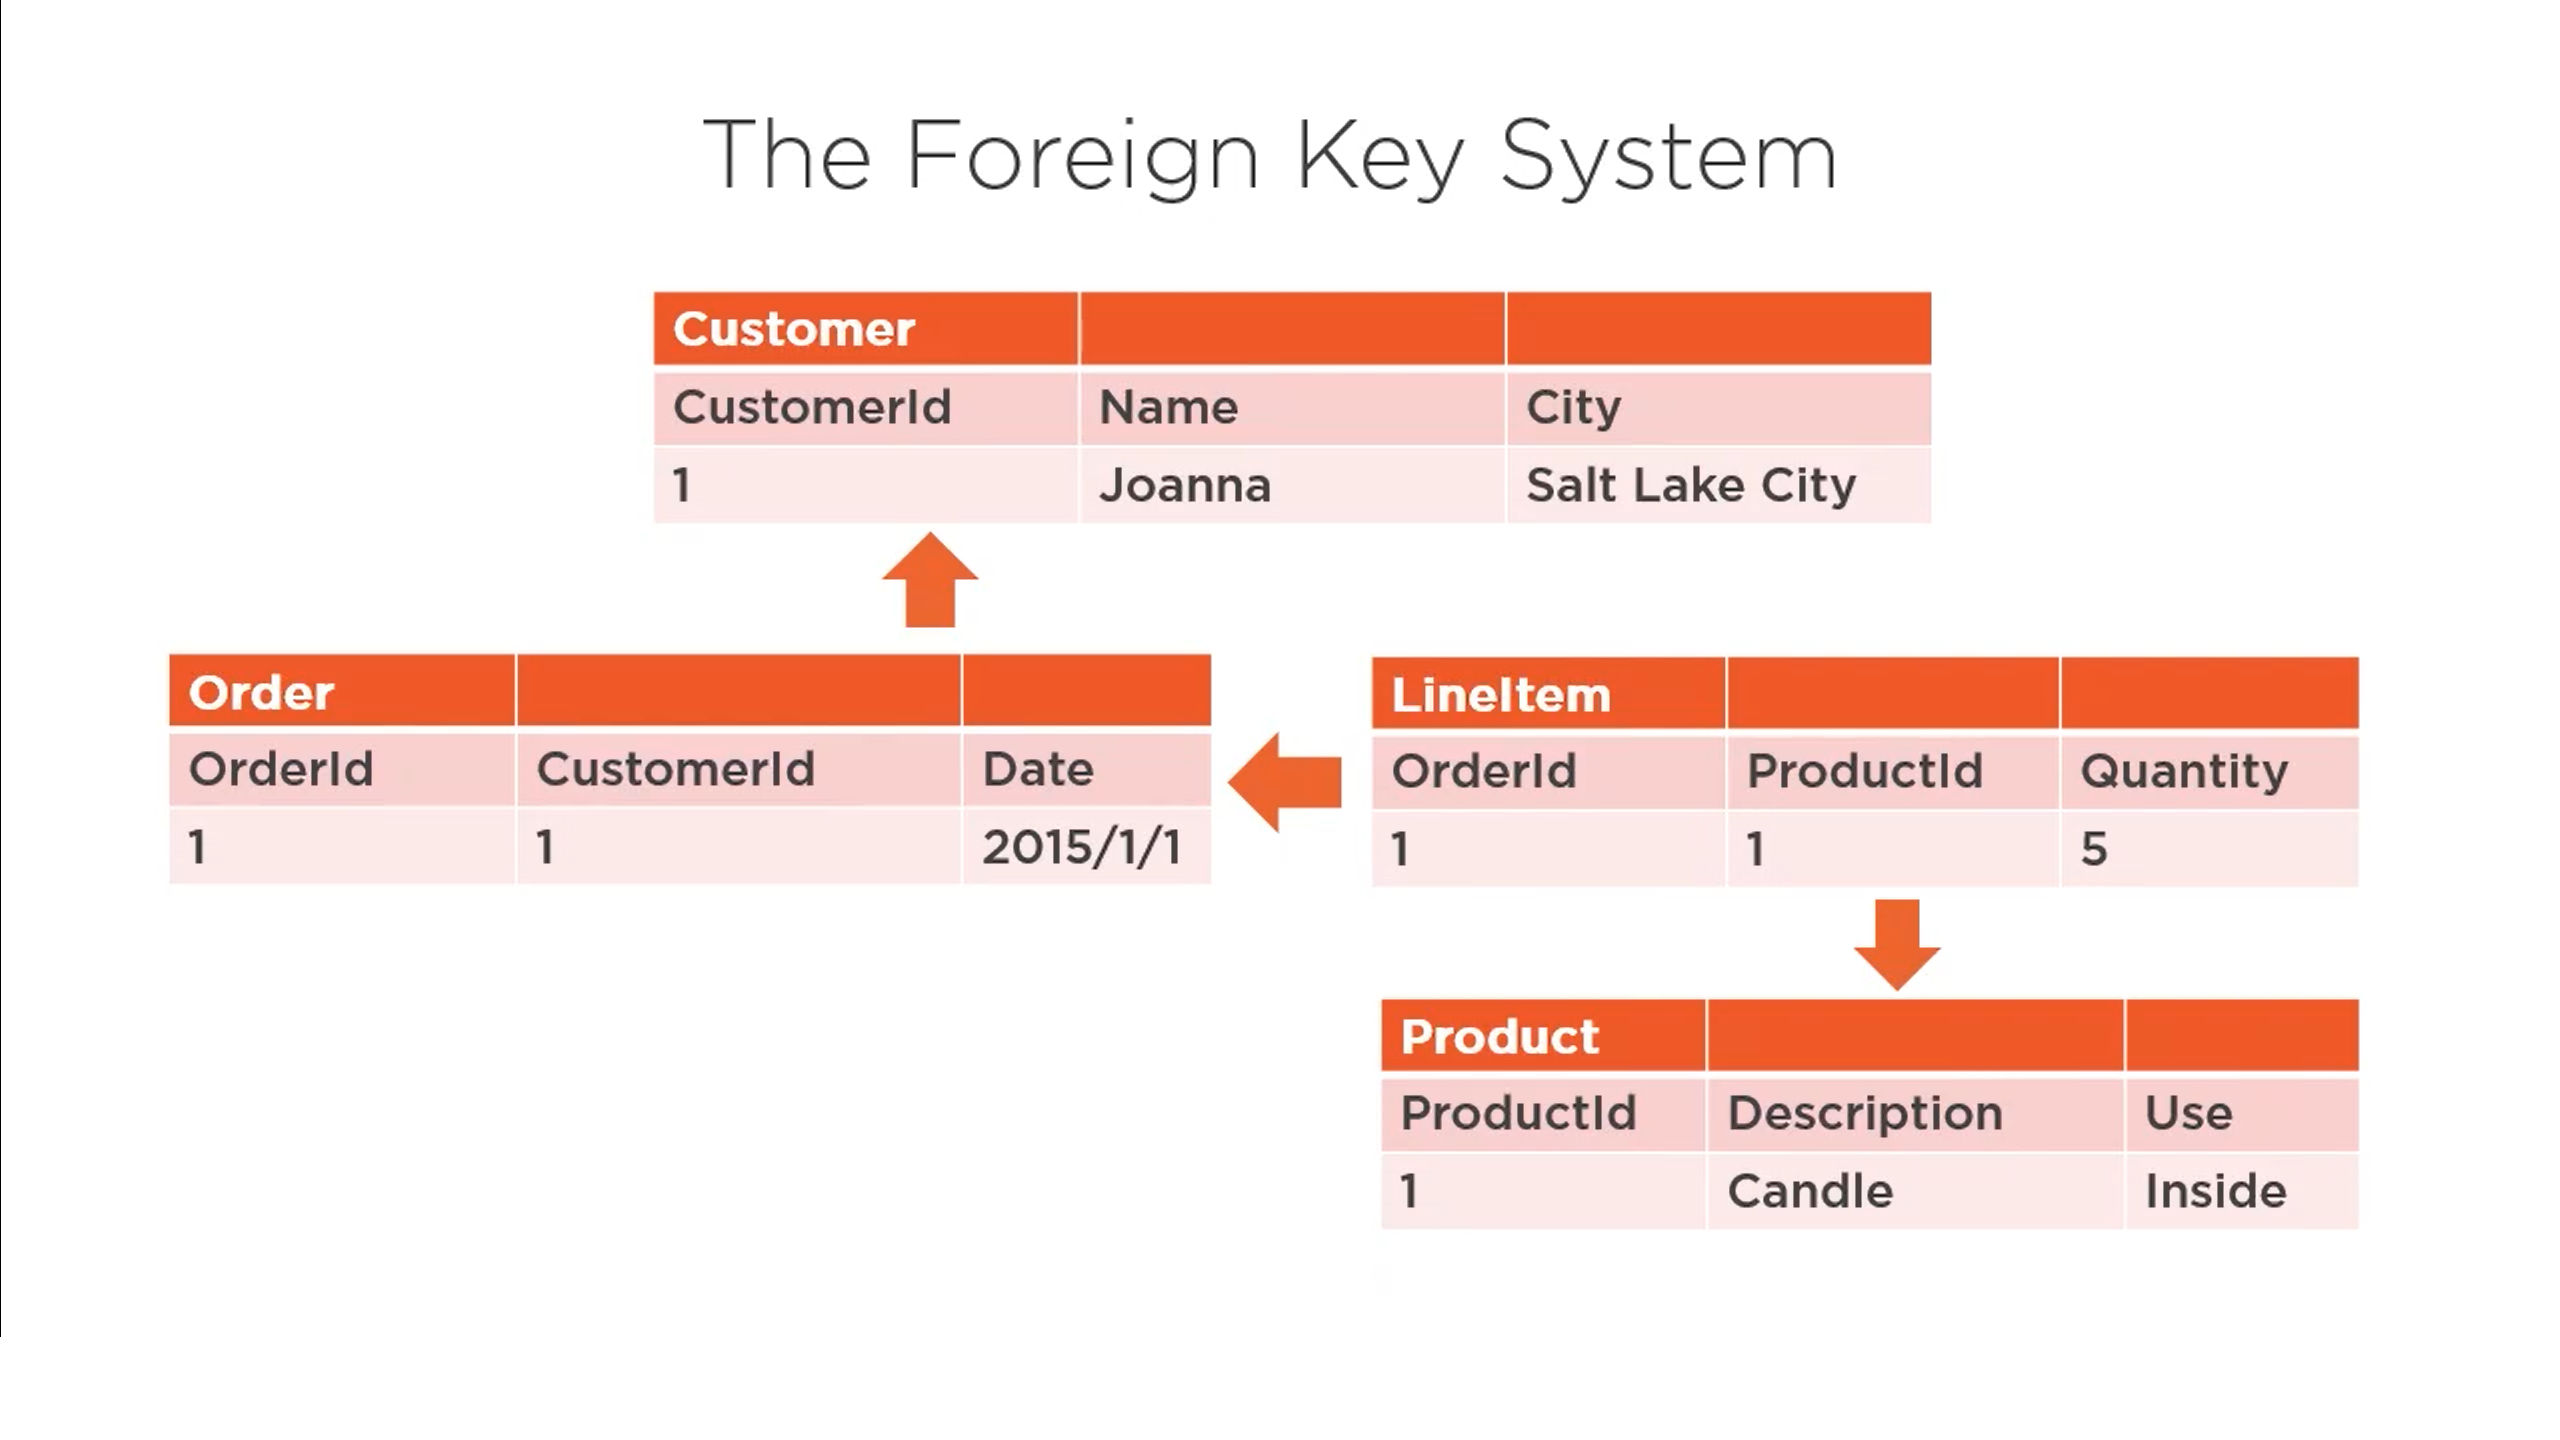 The Foreign Key System
Customer
CustomerId Name City
1 Joanna Salt Lake City
Order
OrderId CustomerId Date
1 1 2015/1/1
LineItem
OrderId ProductId Quantity
1 1 5
Product
ProductId Description Use
1 Candle Inside